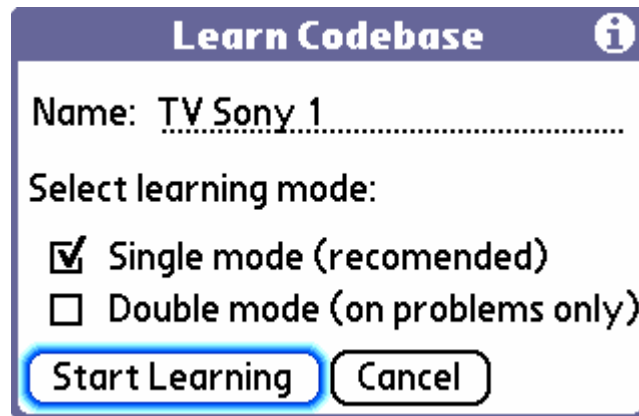 Learn Codebase
Name: TV Sony 1
Select learning mode:
Single mode (recomended)
Double mode (on problems only)
Start Learning Cancel